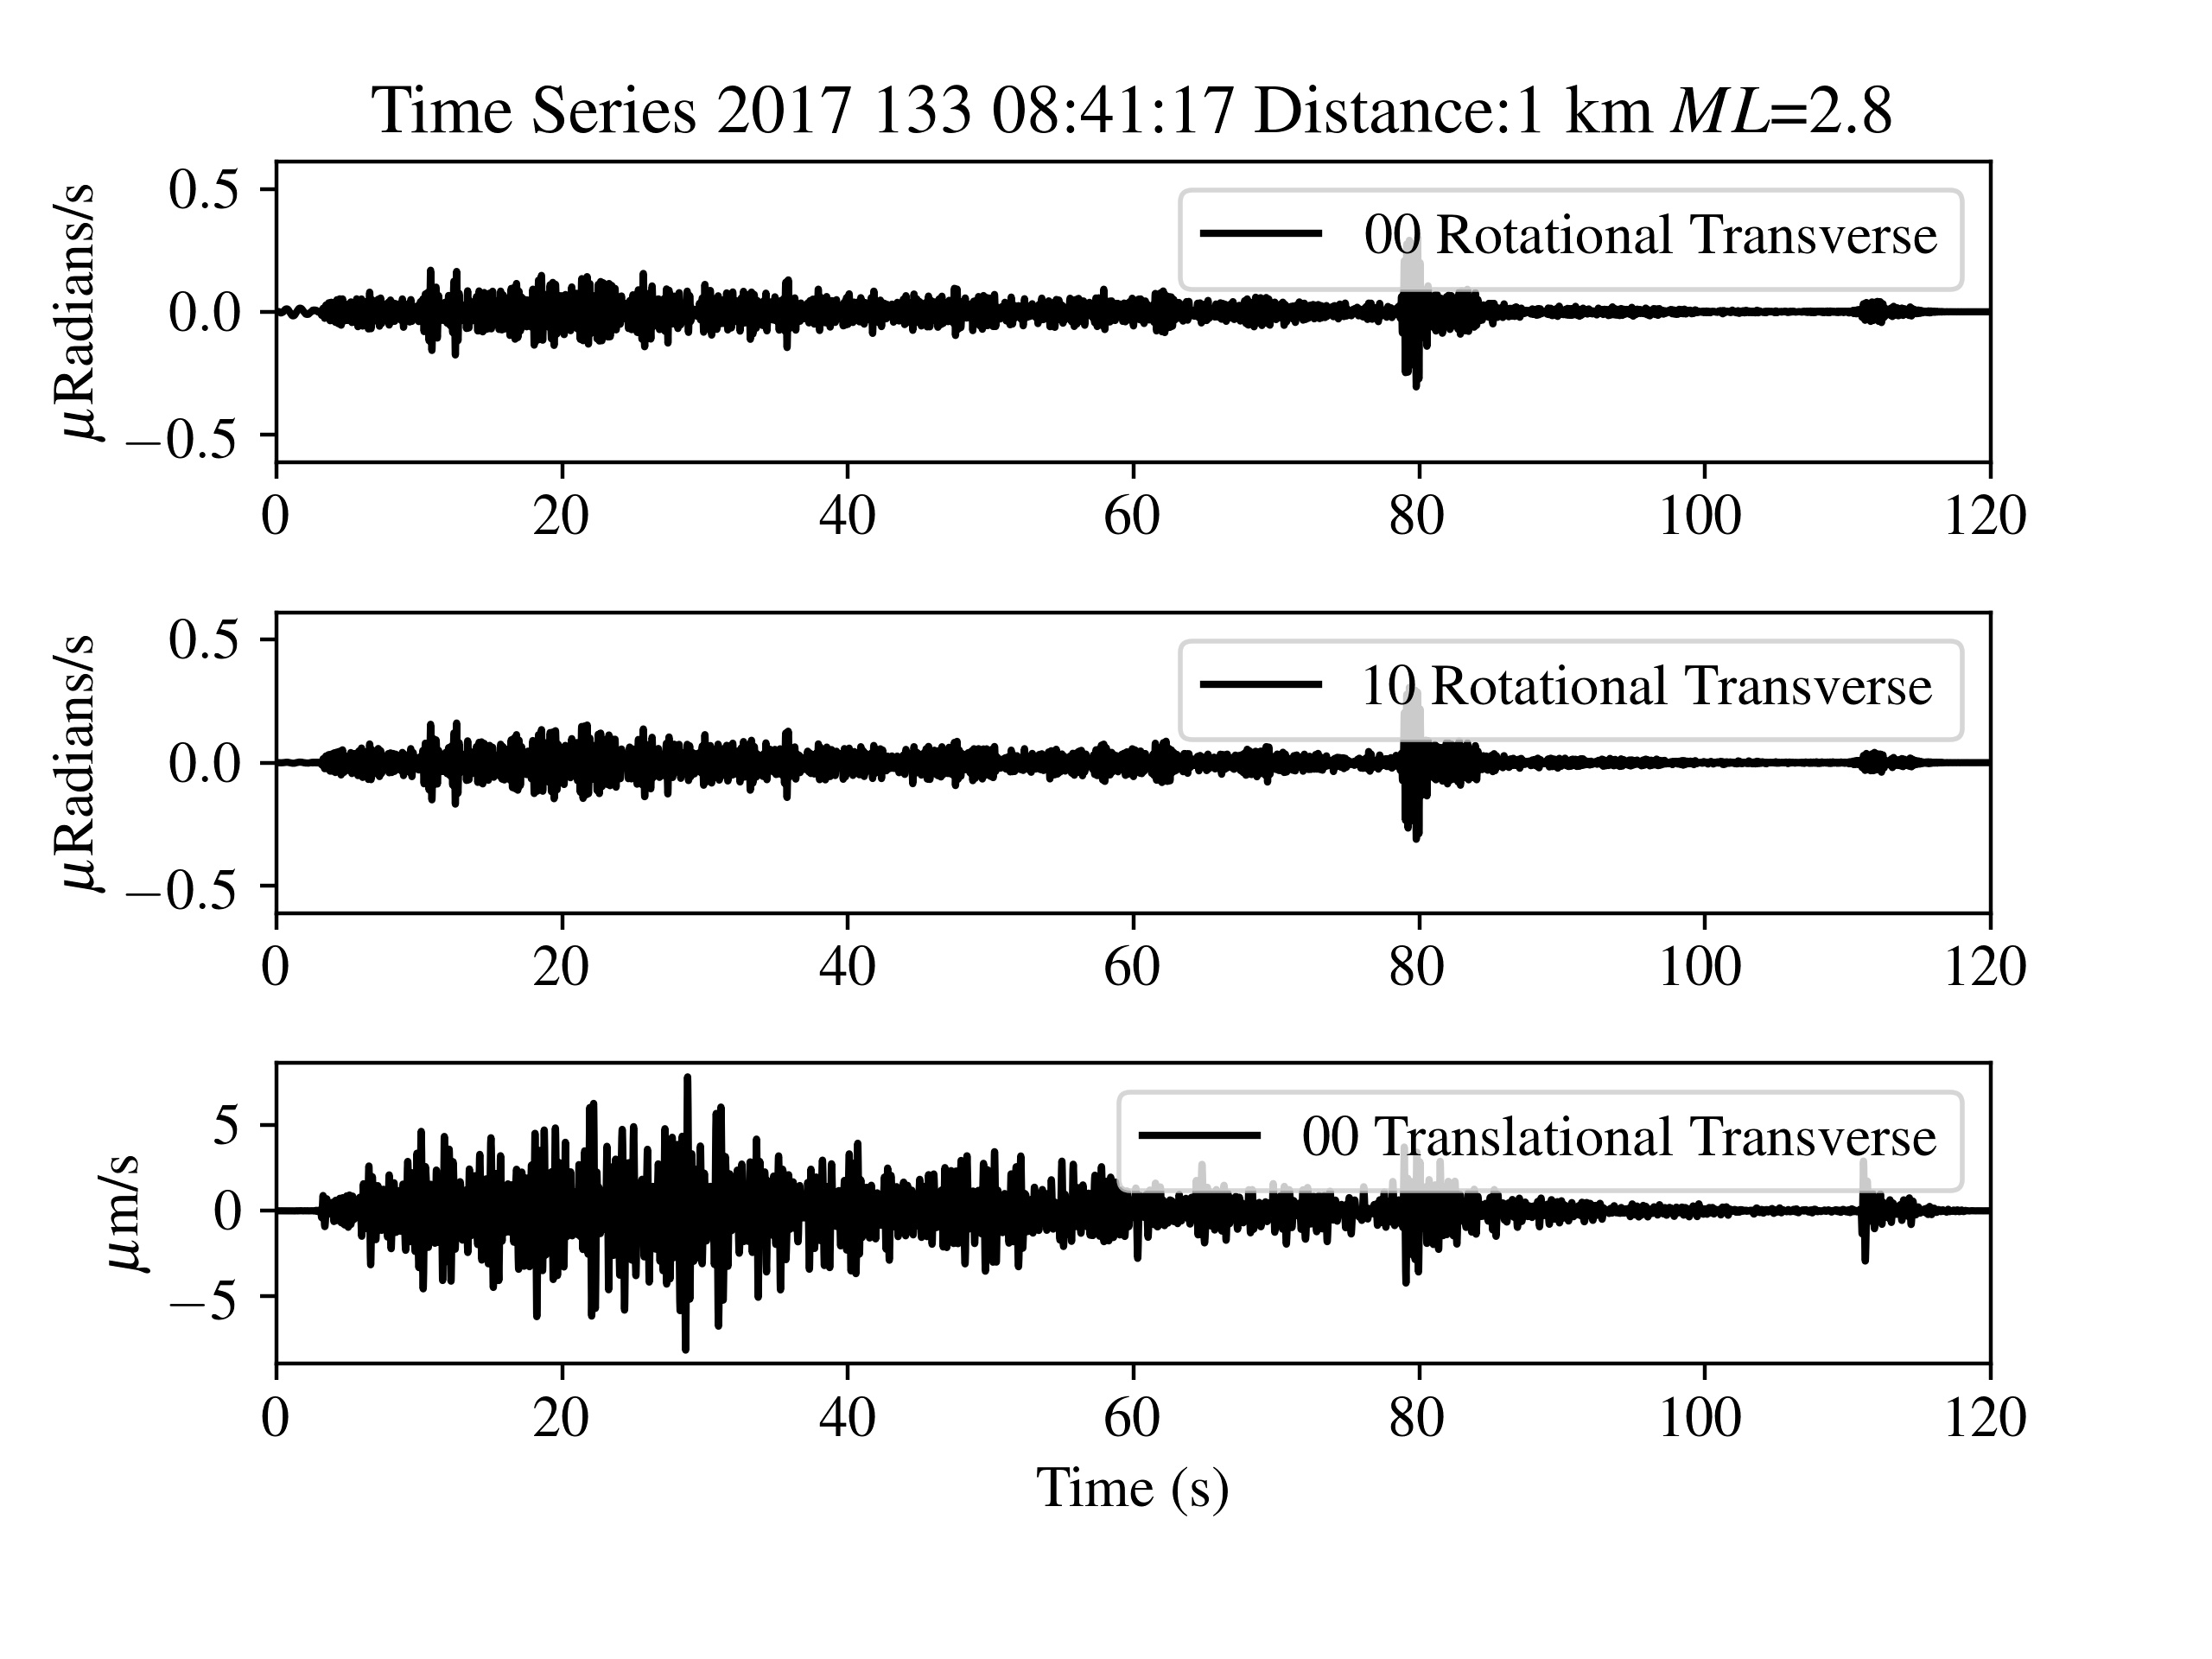 Time Series 2017 133 08:41:17 Distance:1 km ML=2.8
μRadians/s
0.5
0.0
−0.5
00 Rotational Transverse
0 20 40 60 80 100 120
μRadians/s
0.5
0.0
−0.5
10 Rotational Transverse
0 20 40 60 80 100 120
μm/s
5
0
−5
00 Translational Transverse
0 20 40 60 80 100 120
Time (s)